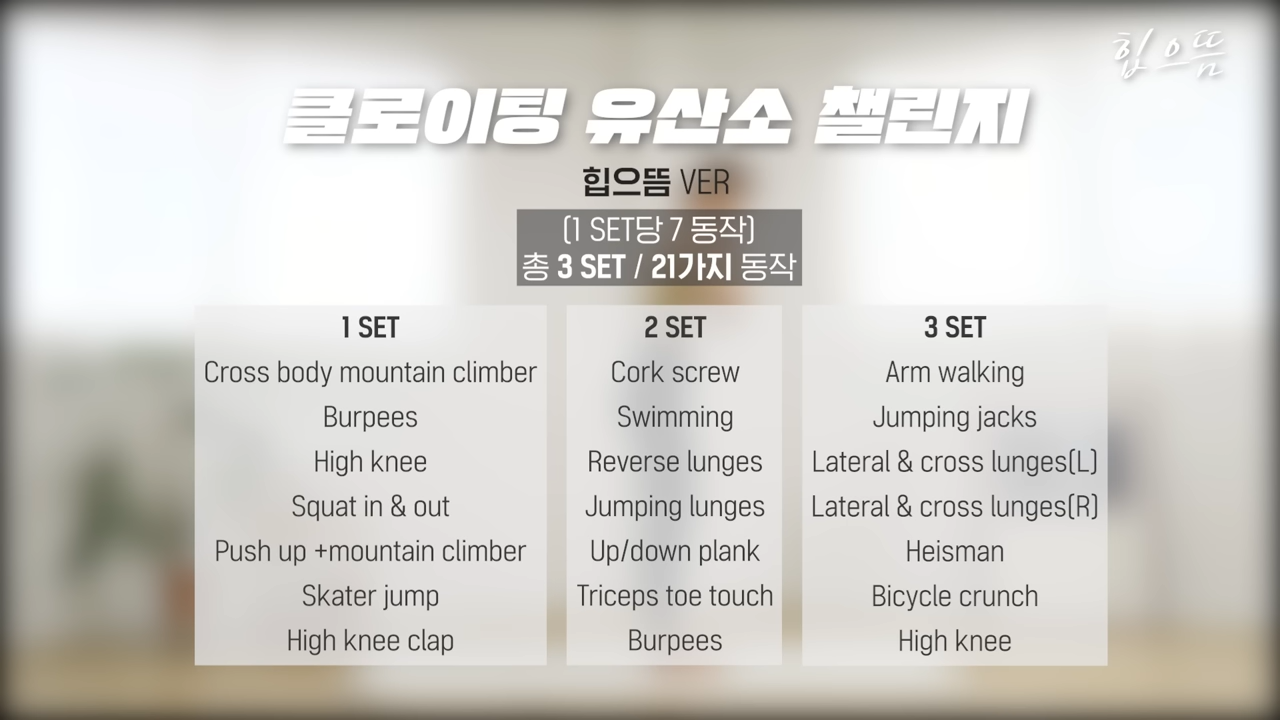 힙으뜸
클로이팅 유산소 챌린지
힙으뜸 VER
(1 SET당 7 동작)
총 3 SET / 21가지 동작
1 SET
Cross body mountain climber
Burpees
High knee
Squat in & out
Push up +mountain climber
Skater jump
High knee clap
2 SET
Cork screw
Swimming
Reverse lunges
Jumping lunges
Up/down plank
Triceps toe touch
Burpees
3 SET
Arm walking
Jumping jacks
Lateral & cross lunges(L)
Lateral & cross lunges(R)
Heisman
Bicycle crunch
High knee